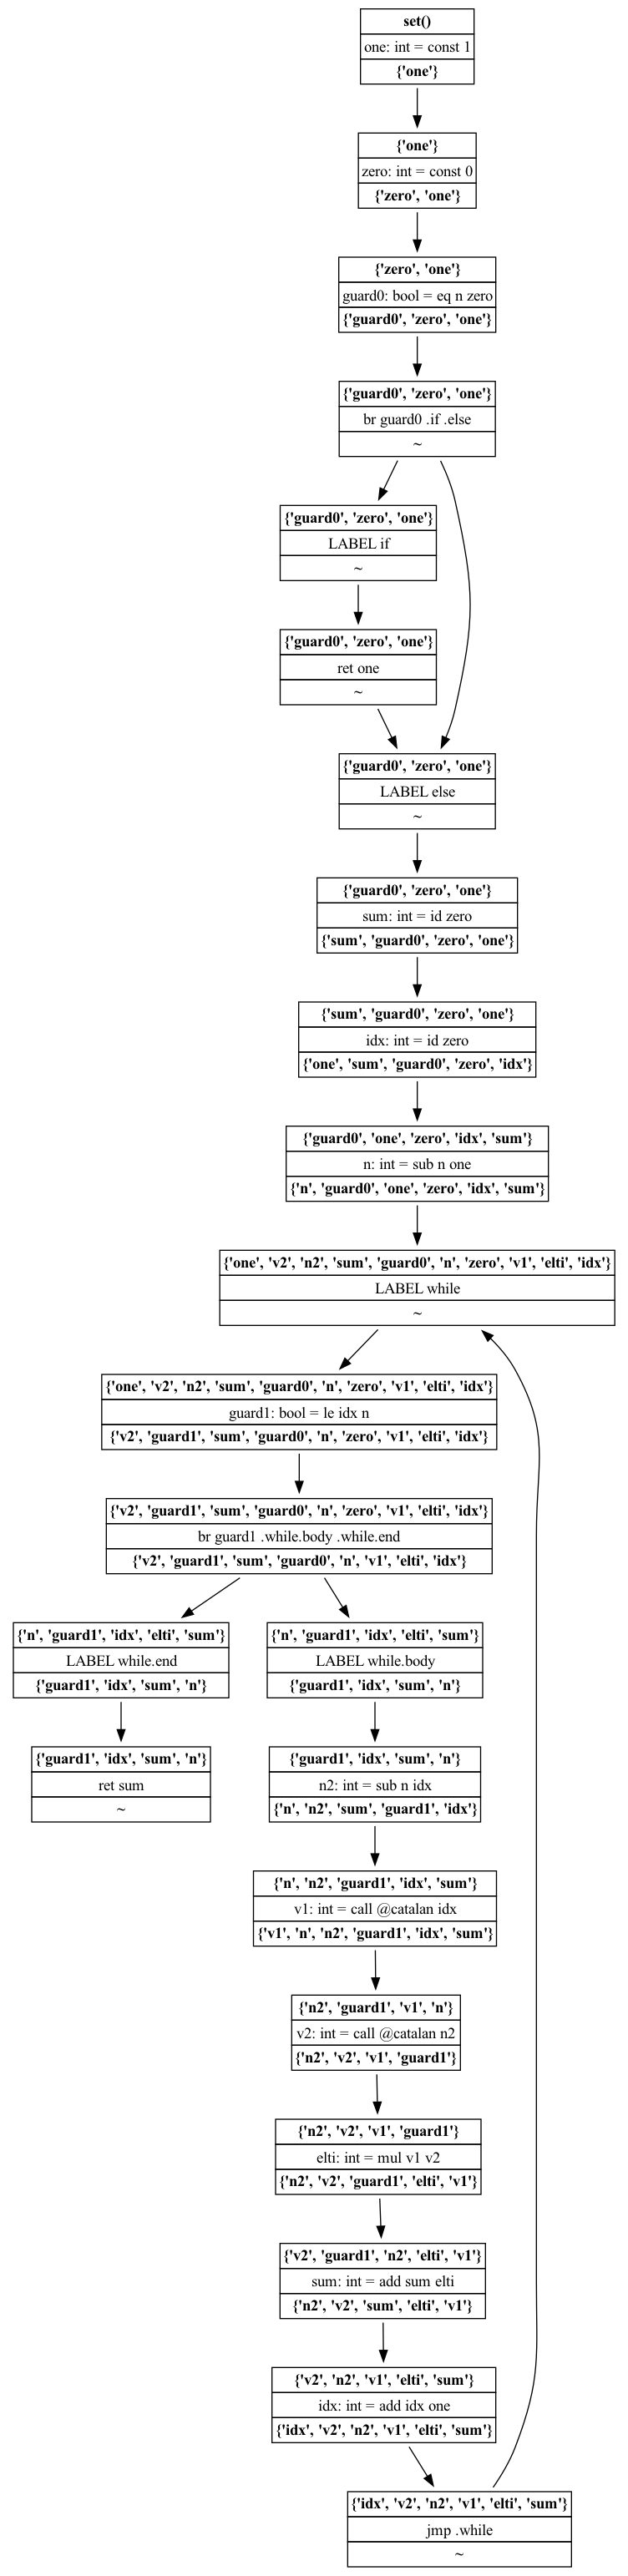 set()
one: int = const 1
{'one'}
{'one'}
zero: int = const 0
{'zero', 'one'}
{'zero', 'one'}
guard0: bool = eq n zero
{'guard0', 'zero', 'one'}
{'guard0', 'zero', 'one'}
br guard0 .if .else
~
{'guard0', 'zero', 'one'}
LABEL if
~
{'guard0', 'zero', 'one'}
ret one
~
{'guard0', 'zero', 'one'}
LABEL else
~
{'guard0', 'zero', 'one'}
sum: int = id zero
{'sum', 'guard0', 'zero', 'one'}
{'sum', 'guard0', 'zero', 'one'}
idx: int = id zero
{'one', 'sum', 'guard0', 'zero', 'idx'}
{'guard0', 'one', 'zero', 'idx', 'sum'}
n: int = sub n one
{'n', 'guard0', 'one', 'zero', 'idx', 'sum'}
{'one', 'v2', 'n2', 'sum', 'guard0', 'n', 'zero', 'v1', 'elti', 'idx'}
LABEL while
~
{'one', 'v2', 'n2', 'sum', 'guard0', 'n', 'zero', 'v1', 'elti', 'idx'}
guard1: bool = le idx n
{'v2', 'guard1', 'sum', 'guard0', 'n', 'zero', 'v1', 'elti', 'idx'}
{'v2', 'guard1', 'sum', 'guard0', 'n', 'zero', 'v1', 'elti', 'idx'}
br guard1 .while.body .while.end
{'v2', 'guard1', 'sum', 'guard0', 'n', 'v1', 'elti', 'idx'}
{'n', 'guard1', 'idx', 'elti', 'sum'}
LABEL while.end
{'guard1', 'idx', 'sum', 'n'}
{'n', 'guard1', 'idx', 'elti', 'sum'}
LABEL while.body
{'guard1', 'idx', 'sum', 'n'}
{'guard1', 'idx', 'sum', 'n'}
ret sum
~
{'guard1', 'idx', 'sum', 'n'}
n2: int = sub n idx
{'n', 'n2', 'sum', 'guard1', 'idx'}
{'n', 'n2', 'guard1', 'idx', 'sum'}
v1: int = call @catalan idx
{'v1', 'n', 'n2', 'guard1', 'idx', 'sum'}
{'n2', 'guard1', 'v1', 'n'}
v2: int = call @catalan n2
{'n2', 'v2', 'v1', 'guard1'}
{'n2', 'v2', 'v1', 'guard1'}
elti: int = mul v1 v2
{'n2', 'v2', 'guard1', 'elti', 'v1'}
{'v2', 'guard1', 'n2', 'elti', 'v1'}
sum: int = add sum elti
{'n2', 'v2', 'sum', 'elti', 'v1'}
{'v2', 'n2', 'v1', 'elti', 'sum'}
idx: int = add idx one
{'idx', 'v2', 'n2', 'v1', 'elti', 'sum'}
{'idx', 'v2', 'n2', 'v1', 'elti', 'sum'}
jmp .while
~